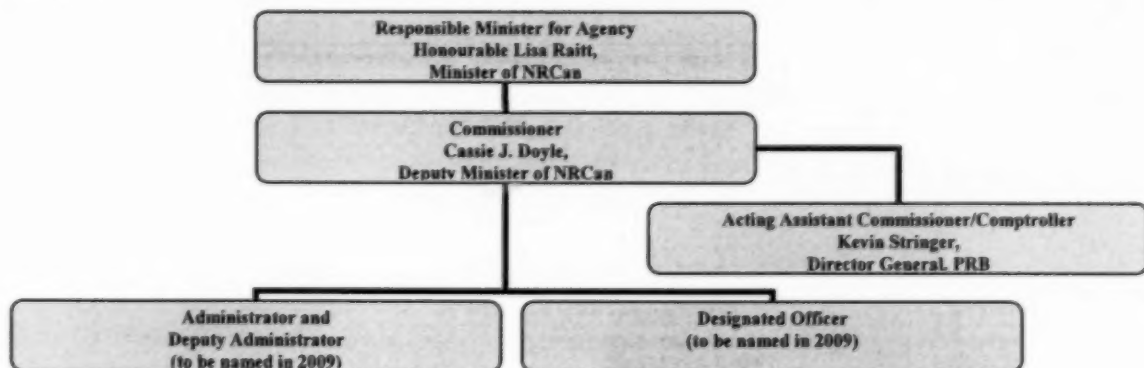 Responsible Minister for Agency
Honourable Lisa Raitt,
Minister of NRCan
Commissioner
Cassie J. Doyle,
Deputy Minister of NRCan
Acting Assistant Commissioner/Comptroller
Kevin Stringer,
Director General, PRB
Administrator and
Deputy Administrator
(to be named in 2009)
Designated Officer
(to be named in 2009)